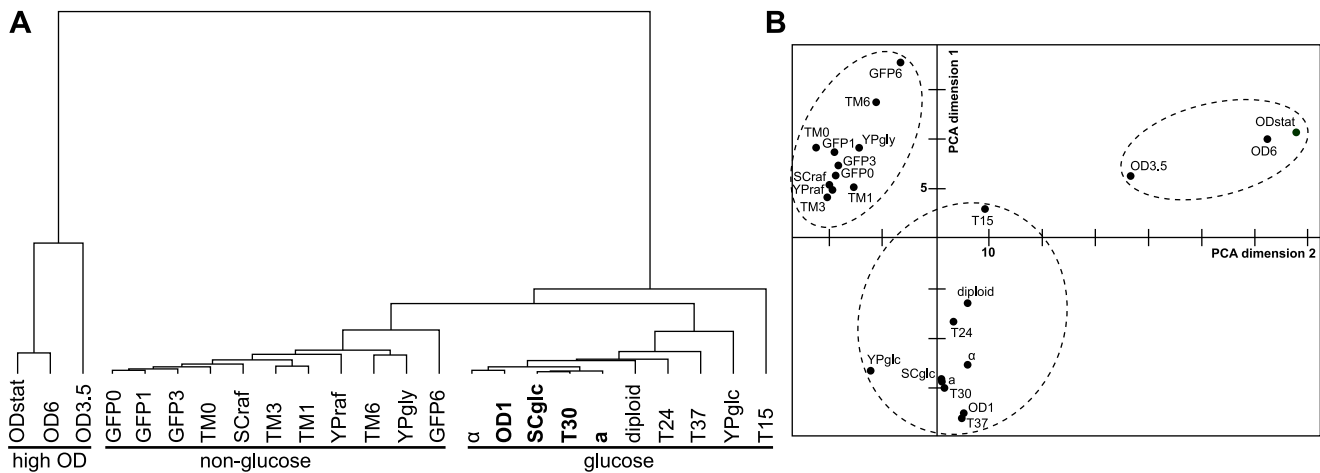 A
ODstat
OD6
OD3.5
GFP0
GFP1
GFP3
TM0
SCraf
TM3
TM1
YPraf
TM6
YPgly
GFP6
α
OD1
SCglc
T30
a
diploid
T24
T37
YPglc
T15
high OD
non-glucose
glucose
B
PCA dimension 1
GFP6
TM6
TM0
GFP1
YPgly
GFP3
GFP0
SCraf
YPraf
TM3
TM1
5
ODstat
OD6
OD3.5
T15
10
PCA dimension 2
diploid
T24
YPglc
α
SCglc
a
T30
OD1
T37